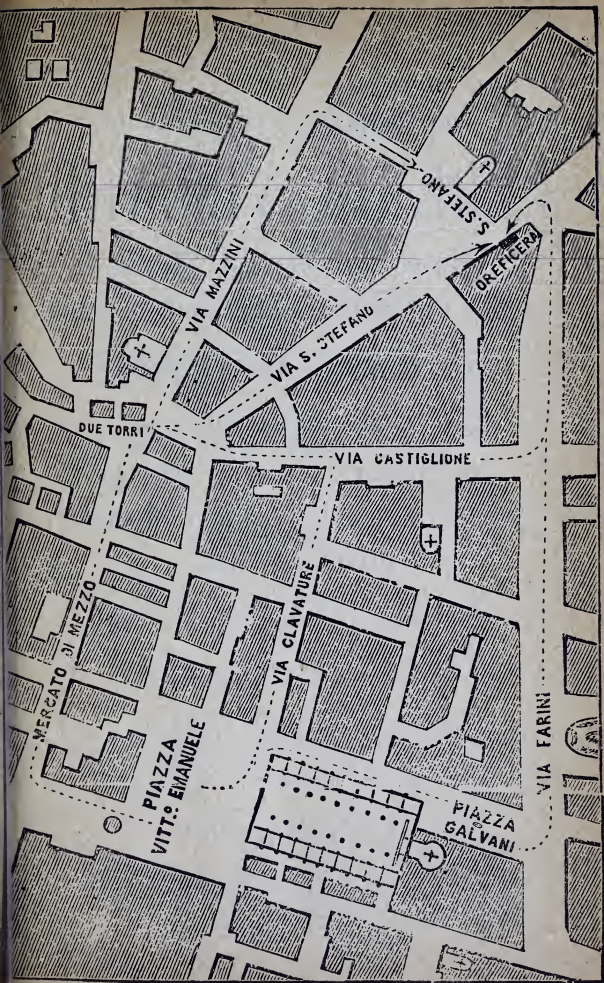 S. STEFANO
OREFICERA
VIA MAZZINI
VIA S. STEFANO
DUE TORRI
VIA CASTIGLIONE
MERCATO DI MEZZO
VIA CLAVATURE
PIAZZA
VITT.º EMANUELE
VIA FARINI
PIAZZA
GALVANI